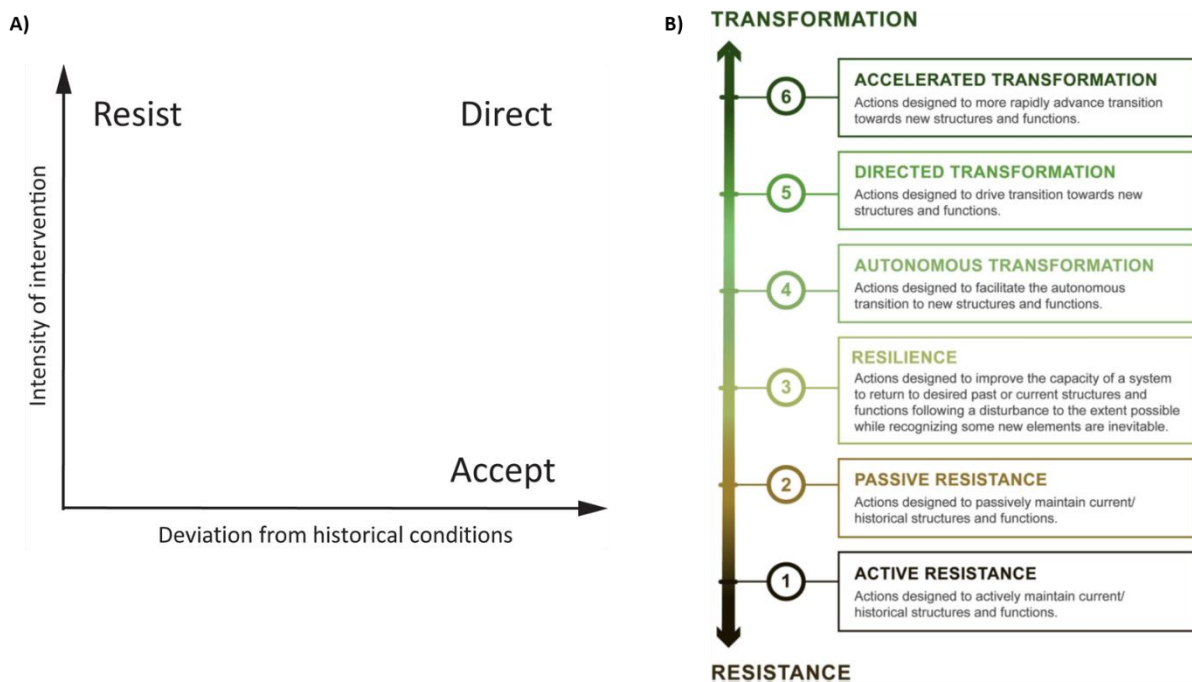 A)
Resist
Direct
Intensity of intervention
Accept
Deviation from historical conditions
B)
TRANSFORMATION
6
ACCELERATED TRANSFORMATION
Actions designed to more rapidly advance transition
towards new structures and functions.
5
DIRECTED TRANSFORMATION
Actions designed to drive transition towards new
structures and functions.
4
AUTONOMOUS TRANSFORMATION
Actions designed to facilitate the autonomous
transition to new structures and functions.
3
RESILIENCE
Actions designed to improve the capacity of a system
to return to desired past or current structures and
functions following a disturbance to the extent possible
while recognizing some new elements are inevitable.
2
PASSIVE RESISTANCE
Actions designed to passively maintain current/
historical structures and functions.
1
ACTIVE RESISTANCE
Actions designed to actively maintain current/
historical structures and functions.
RESISTANCE